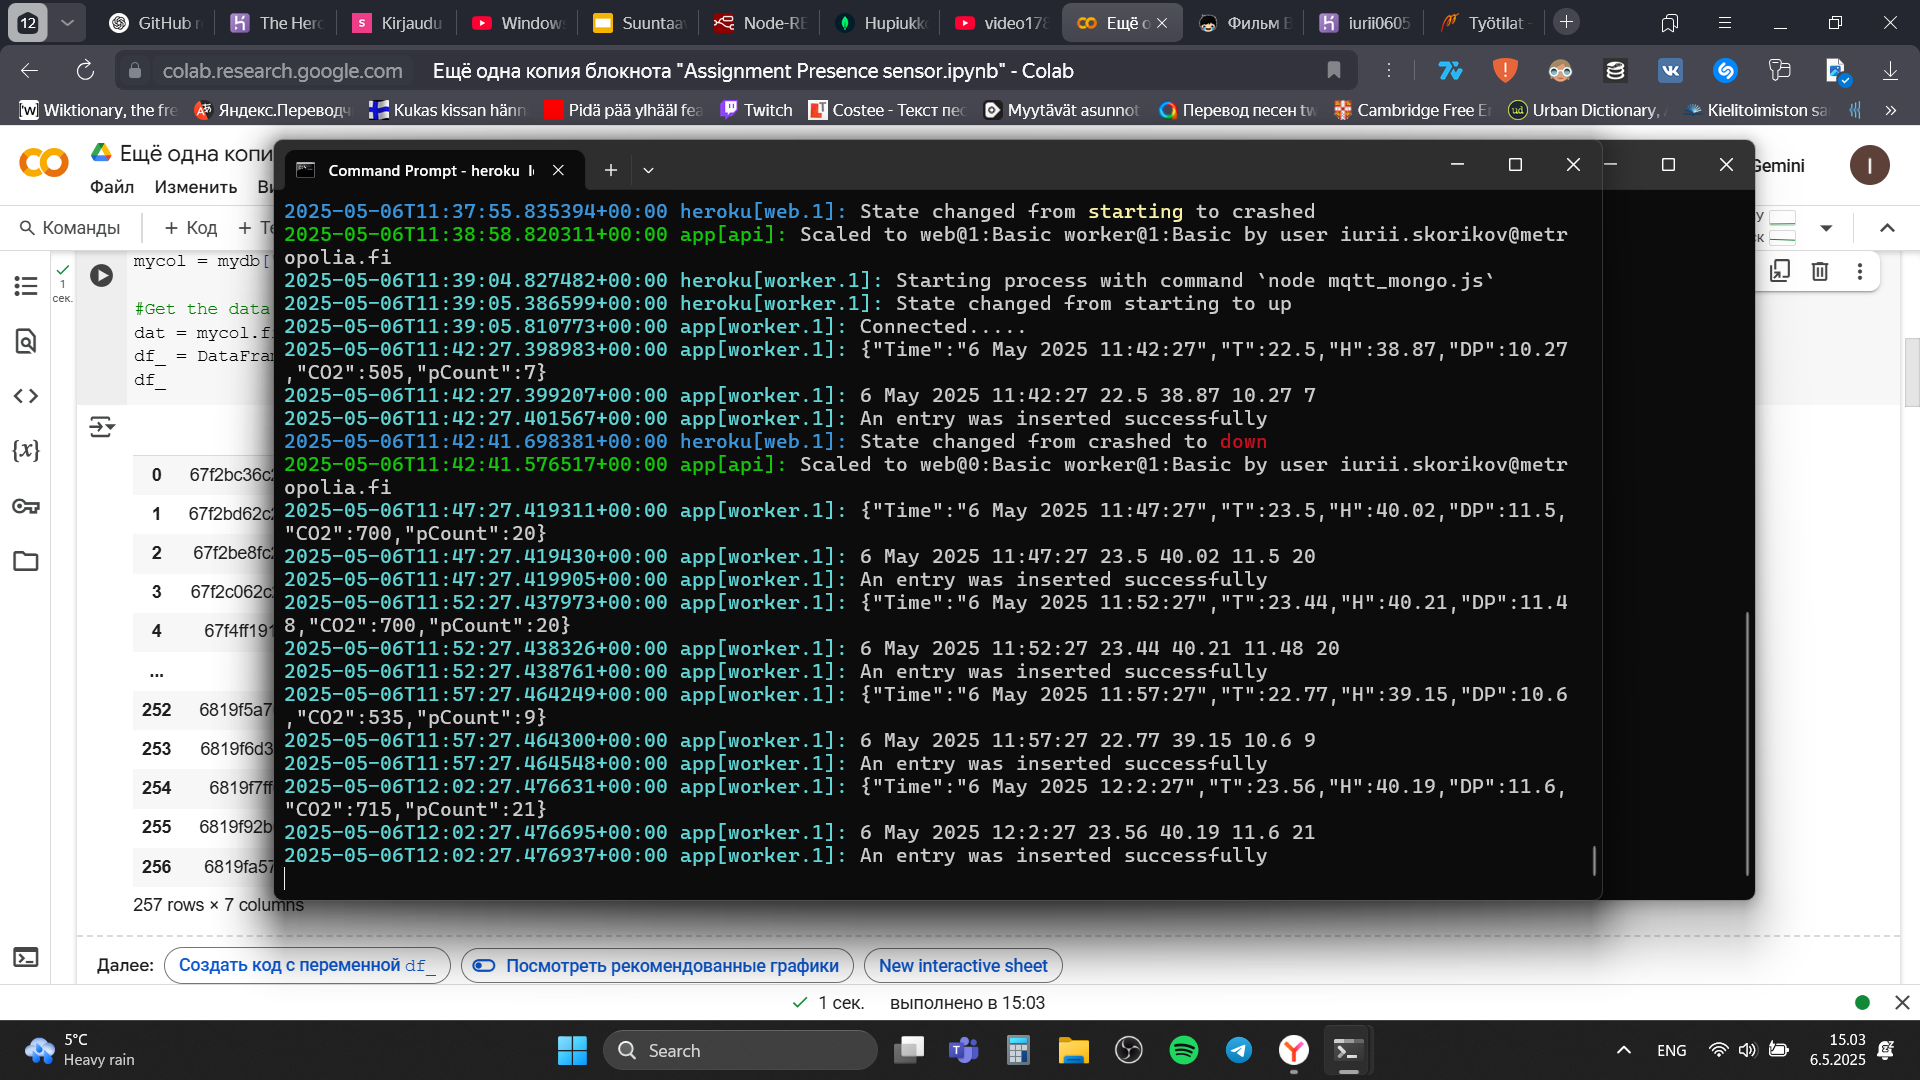 12
GitHub r
The Hero
Kirjaudu
Window
Suuntaa
Node-RE
Hupiukk
video178
Ещё о
Фильм В
iurii0605
Työtilat -
colab.research.google.com
Ещё одна копия блокнота "Assignment Presence sensor.ipynb" - Colab
Wiktionary, the fre
Яндекс.Переводч
Kukas kissan hänn
Pidä pää ylhääl fea
Twitch
Costee - Текст пес
Myytävät asunnot
Перевод песен tw
Cambridge Free E
Urban Dictionary,
Kielitoimiston sa
Ещё одна копи
Gemini
I
Файл Изменить
Команды
+ Код
Command Prompt - heroku
mycol = mydb[
1
сек.
#Get the data
dat = mycol.f
df_ = DataFra
df_
0 67f2bc36c
1 67f2bd62c
2 67f2be8fc
3 67f2c062c
4 67f4ff191
...
252 6819f5a7
253 6819f6d3
254 6819f7ff
255 6819f92b
256 6819fa57
257 rows × 7 columns
2025-05-06T11:37:55.835394+00:00 heroku[web.1]: State changed from starting to crashed
2025-05-06T11:38:58.820311+00:00 app[api]: Scaled to web@1:Basic worker@1:Basic by user iurii.skorikov@metr
opolia.fi
2025-05-06T11:39:04.827482+00:00 heroku[worker.1]: Starting process with command `node mqtt_mongo.js`
2025-05-06T11:39:05.386599+00:00 heroku[worker.1]: State changed from starting to up
2025-05-06T11:39:05.810773+00:00 app[worker.1]: Connected.....
2025-05-06T11:42:27.398983+00:00 app[worker.1]: {"Time":"6 May 2025 11:42:27","T":22.5,"H":38.87,"DP":10.27
,"CO2":505,"pCount":7}
2025-05-06T11:42:27.399207+00:00 app[worker.1]: 6 May 2025 11:42:27 22.5 38.87 10.27 7
2025-05-06T11:42:27.401567+00:00 app[worker.1]: An entry was inserted successfully
2025-05-06T11:42:41.698381+00:00 heroku[web.1]: State changed from crashed to down
2025-05-06T11:42:41.576517+00:00 app[api]: Scaled to web@0:Basic worker@1:Basic by user iurii.skorikov@metr
opolia.fi
2025-05-06T11:47:27.419311+00:00 app[worker.1]: {"Time":"6 May 2025 11:47:27","T":23.5,"H":40.02,"DP":11.5,
"CO2":700,"pCount":20}
2025-05-06T11:47:27.419430+00:00 app[worker.1]: 6 May 2025 11:47:27 23.5 40.02 11.5 20
2025-05-06T11:47:27.419905+00:00 app[worker.1]: An entry was inserted successfully
2025-05-06T11:52:27.437973+00:00 app[worker.1]: {"Time":"6 May 2025 11:52:27","T":23.44,"H":40.21,"DP":11.4
8,"CO2":700,"pCount":20}
2025-05-06T11:52:27.438326+00:00 app[worker.1]: 6 May 2025 11:52:27 23.44 40.21 11.48 20
2025-05-06T11:52:27.438761+00:00 app[worker.1]: An entry was inserted successfully
2025-05-06T11:57:27.464249+00:00 app[worker.1]: {"Time":"6 May 2025 11:57:27","T":22.77,"H":39.15,"DP":10.6
,"CO2":535,"pCount":9}
2025-05-06T11:57:27.464300+00:00 app[worker.1]: 6 May 2025 11:57:27 22.77 39.15 10.6 9
2025-05-06T11:57:27.464548+00:00 app[worker.1]: An entry was inserted successfully
2025-05-06T12:02:27.476631+00:00 app[worker.1]: {"Time":"6 May 2025 12:2:27","T":23.56,"H":40.19,"DP":11.6,
"CO2":715,"pCount":21}
2025-05-06T12:02:27.476695+00:00 app[worker.1]: 6 May 2025 12:2:27 23.56 40.19 11.6 21
2025-05-06T12:02:27.476937+00:00 app[worker.1]: An entry was inserted successfully
Далее: Создать код с переменной df_ Посмотреть рекомендованные графики New interactive sheet
1 сек. выполнено в 15:03
5°C
Heavy rain
Search
ENG
15.03
6.5.2025